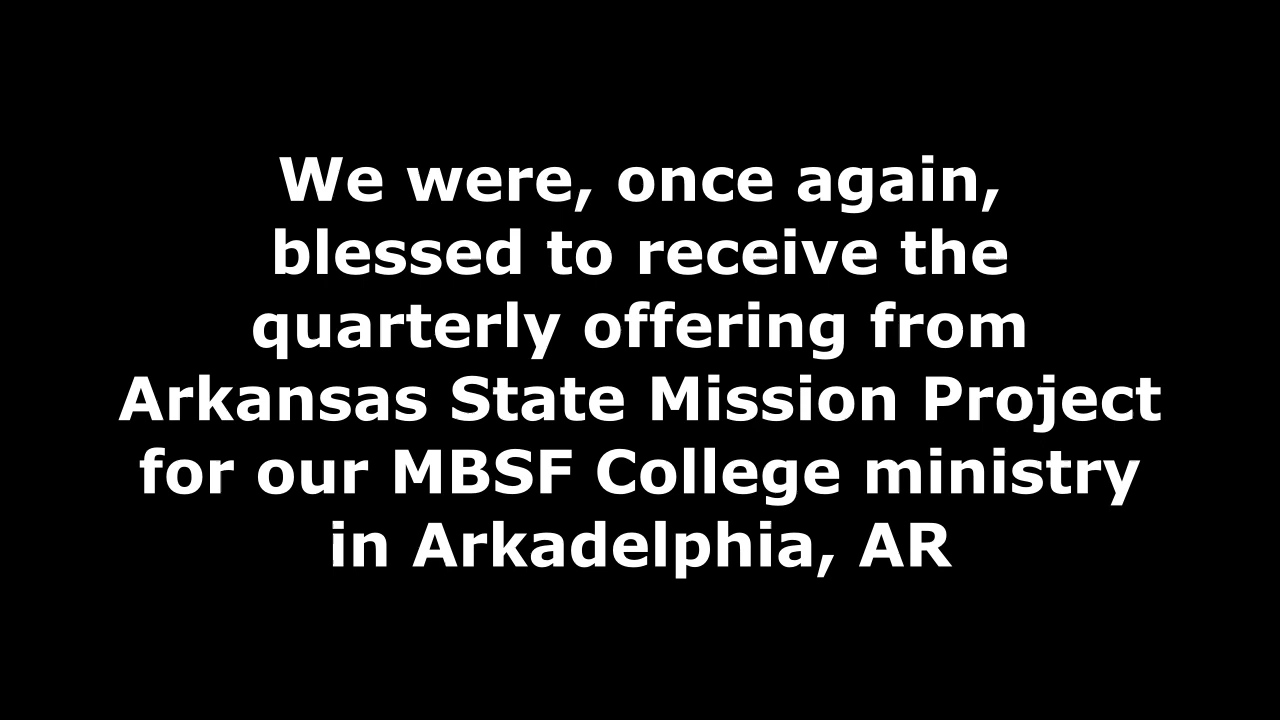 We were, once again,
blessed to receive the
quarterly offering from
Arkansas State Mission Project
for our MBSF College ministry
in Arkadelphia, AR